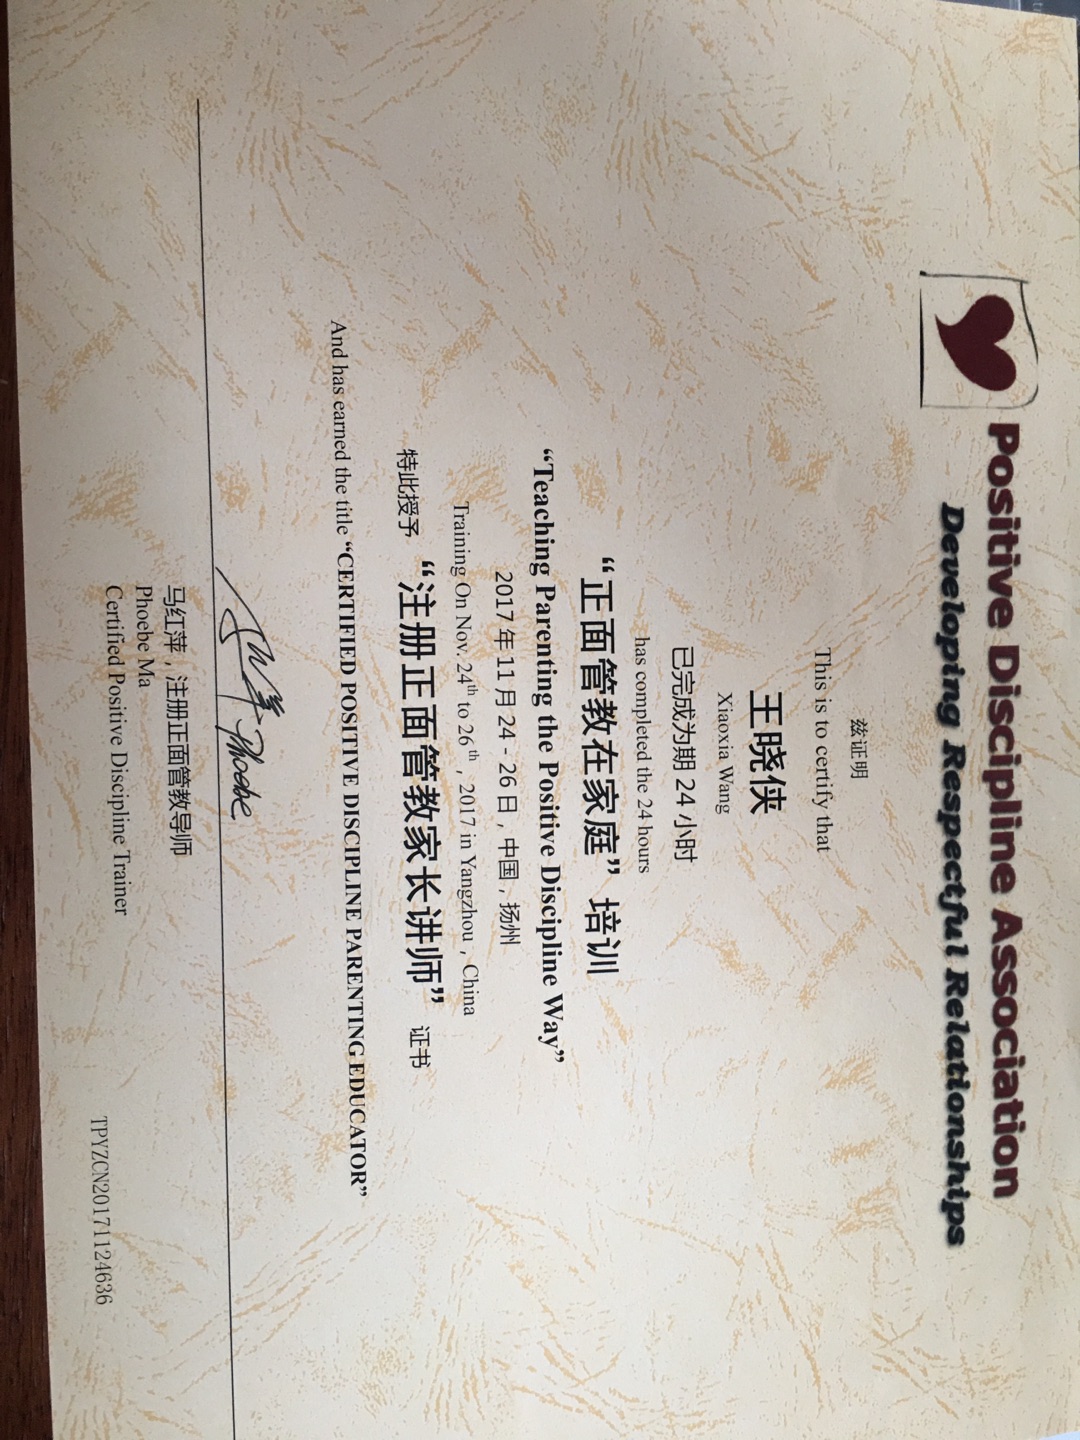 Positive Discipline Association
Developing Respectful Relationships
兹证明
This is to certify that
王晓侠
Xiaoxia Wang
已完成为期 24 小时
has completed the 24 hours
“正面管教在家庭” 培训
“Teaching Parenting the Positive Discipline Way”
2017 年 11 月 24 - 26 日，中国，扬州
Training On Nov. 24th to 26th , 2017 in Yangzhou , China
特此授予 “注册正面管教家长讲师” 证书
And has earned the title “CERTIFIED POSITIVE DISCIPLINE PARENTING EDUCATOR”
Phoebe
马红萍，注册正面管教导师
Phoebe Ma
Certified Positive Discipline Trainer
TPYZCN20171124636